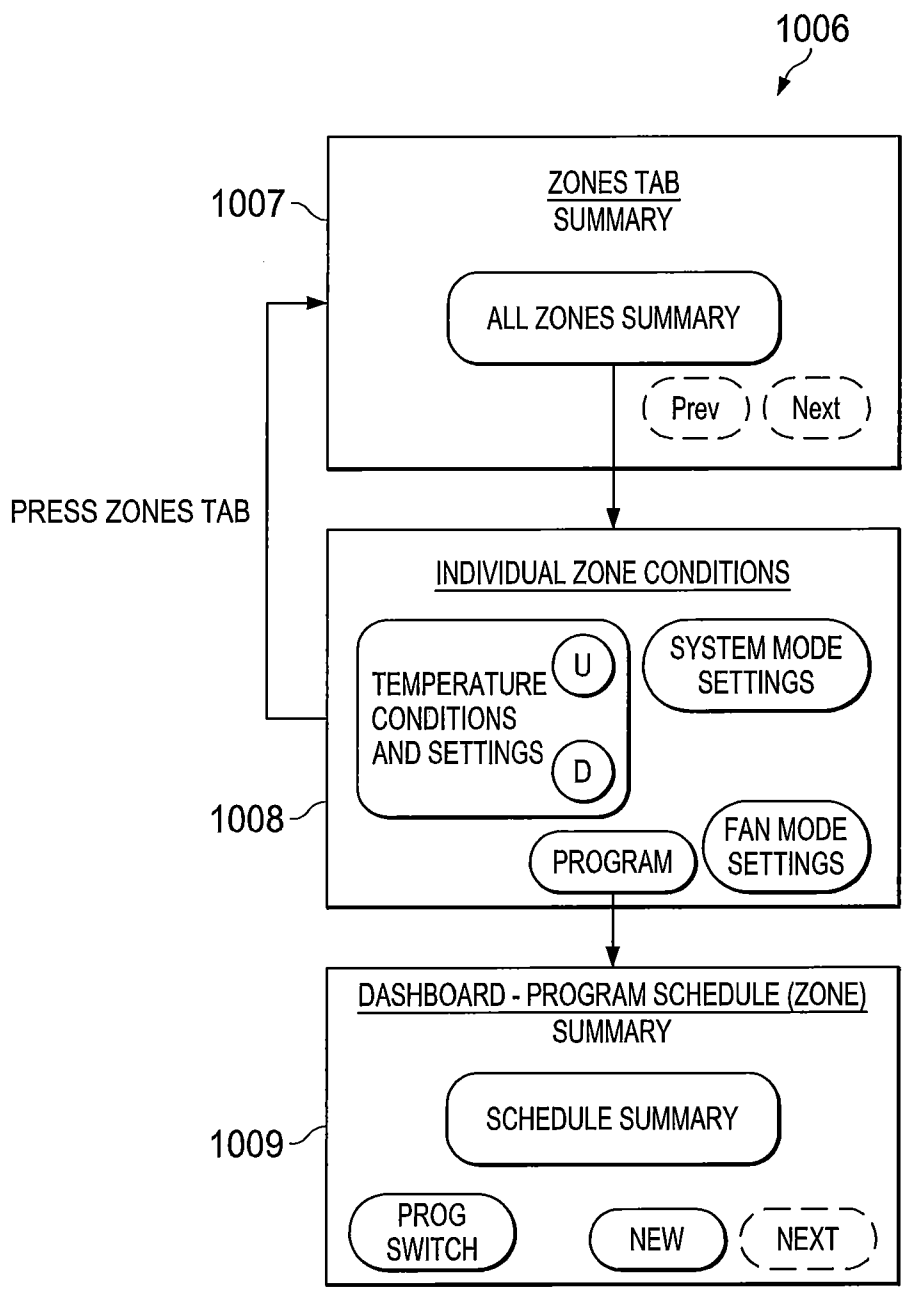 1006
1007
ZONES TAB
SUMMARY
ALL ZONES SUMMARY
Prev
Next
PRESS ZONES TAB
INDIVIDUAL ZONE CONDITIONS
TEMPERATURE
CONDITIONS
AND SETTINGS
U
D
SYSTEM MODE
SETTINGS
1008
FAN MODE
SETTINGS
PROGRAM
DASHBOARD - PROGRAM SCHEDULE (ZONE)
SUMMARY
1009
SCHEDULE SUMMARY
PROG
SWITCH
NEW
NEXT